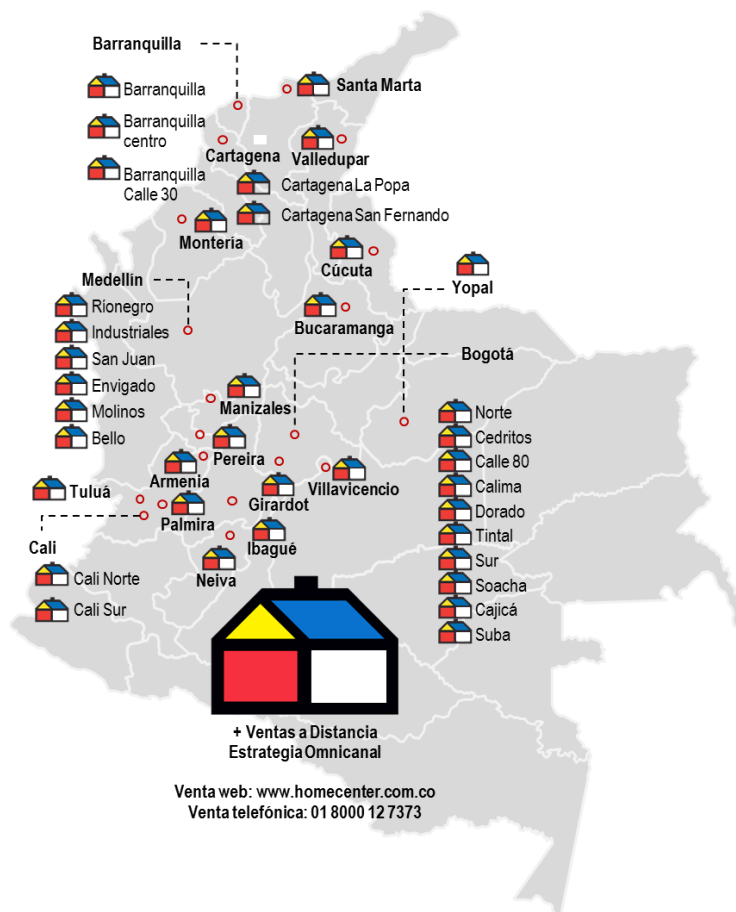 Barranquilla
Barranquilla
Barranquilla
centro
Barranquilla
Calle 30
Santa Marta
Cartagena
Valledupar
Cartagena La Popa
Cartagena San Fernando
Montería
Cúcuta
Yopal
Medellín
Rionegro
Industriales
San Juan
Envigado
Molinos
Bello
Bucaramanga
Bogotá
Manizales
Pereira
Armenia
Tuluá
Palmira
Girardot
Villavicencio
Ibagué
Neiva
Cali
Cali Norte
Cali Sur
Norte
Cedritos
Calle 80
Calima
Dorado
Tintal
Sur
Soacha
Cajicá
Suba
+ Ventas a Distancia
Estrategia Omnicanal
Venta web: www.homecenter.com.co
Venta telefónica: 01 8000 12 7373